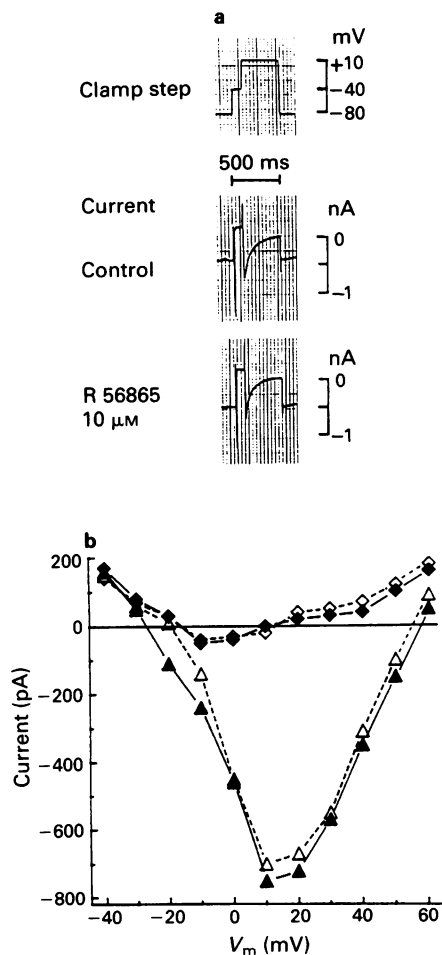 a
mV
+10
Clamp step
−40
−80
500 ms
Current
nA
0
Control
−1
nA
R 56865
0
10 μM
−1
b
200
0
−200
−400
−600
−800
Current (pA)
−40 −20 0 20 40 60
Vm (mV)